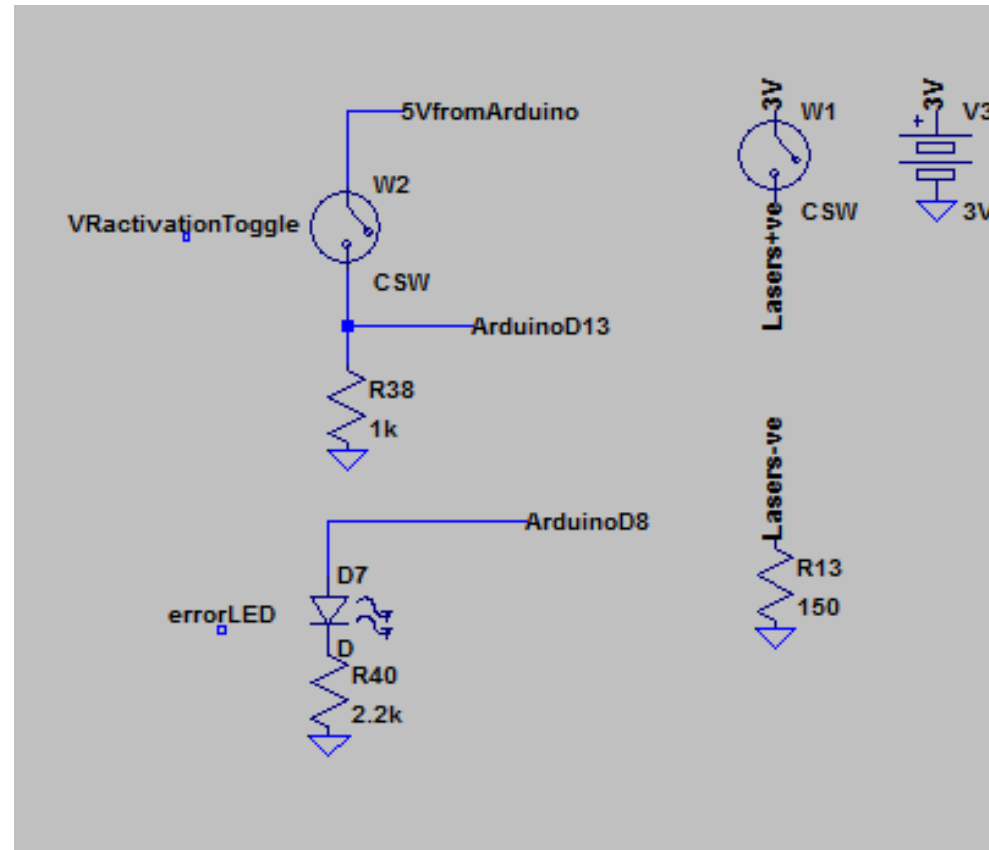 5VfromArduino
W2
VRactivationToggle
CSW
ArduinoD13
R38
1k
ArduinoD8
D7
errorLED
D
R40
2.2k
3V
W1
CSW
Lasers+ve
Lasers-ve
R13
150
3V
+
V3
3V